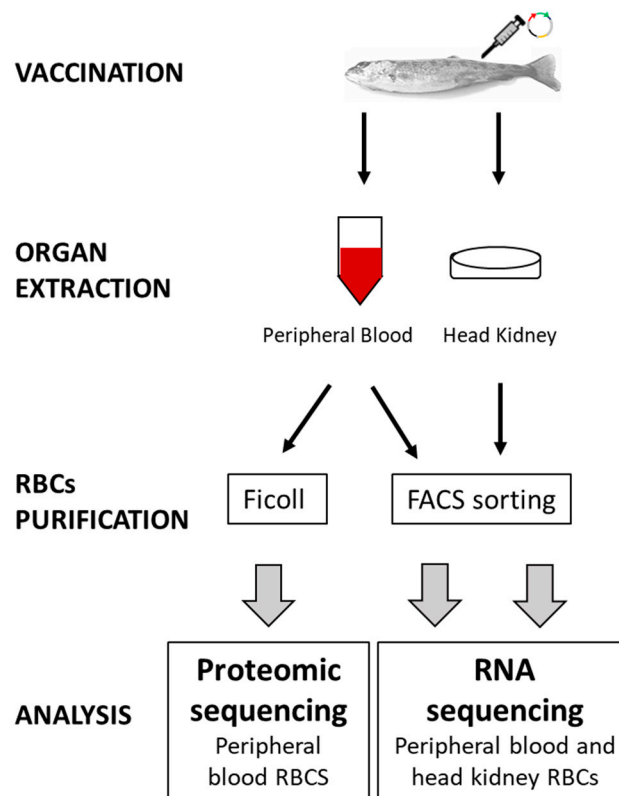 VACCINATION
ORGAN
EXTRACTION
Peripheral Blood
Head Kidney
RBCs
PURIFICATION
Ficoll
FACS sorting
ANALYSIS
Proteomic
sequencing
Peripheral
blood RBCS
RNA
sequencing
Peripheral blood and
head kidney RBCs